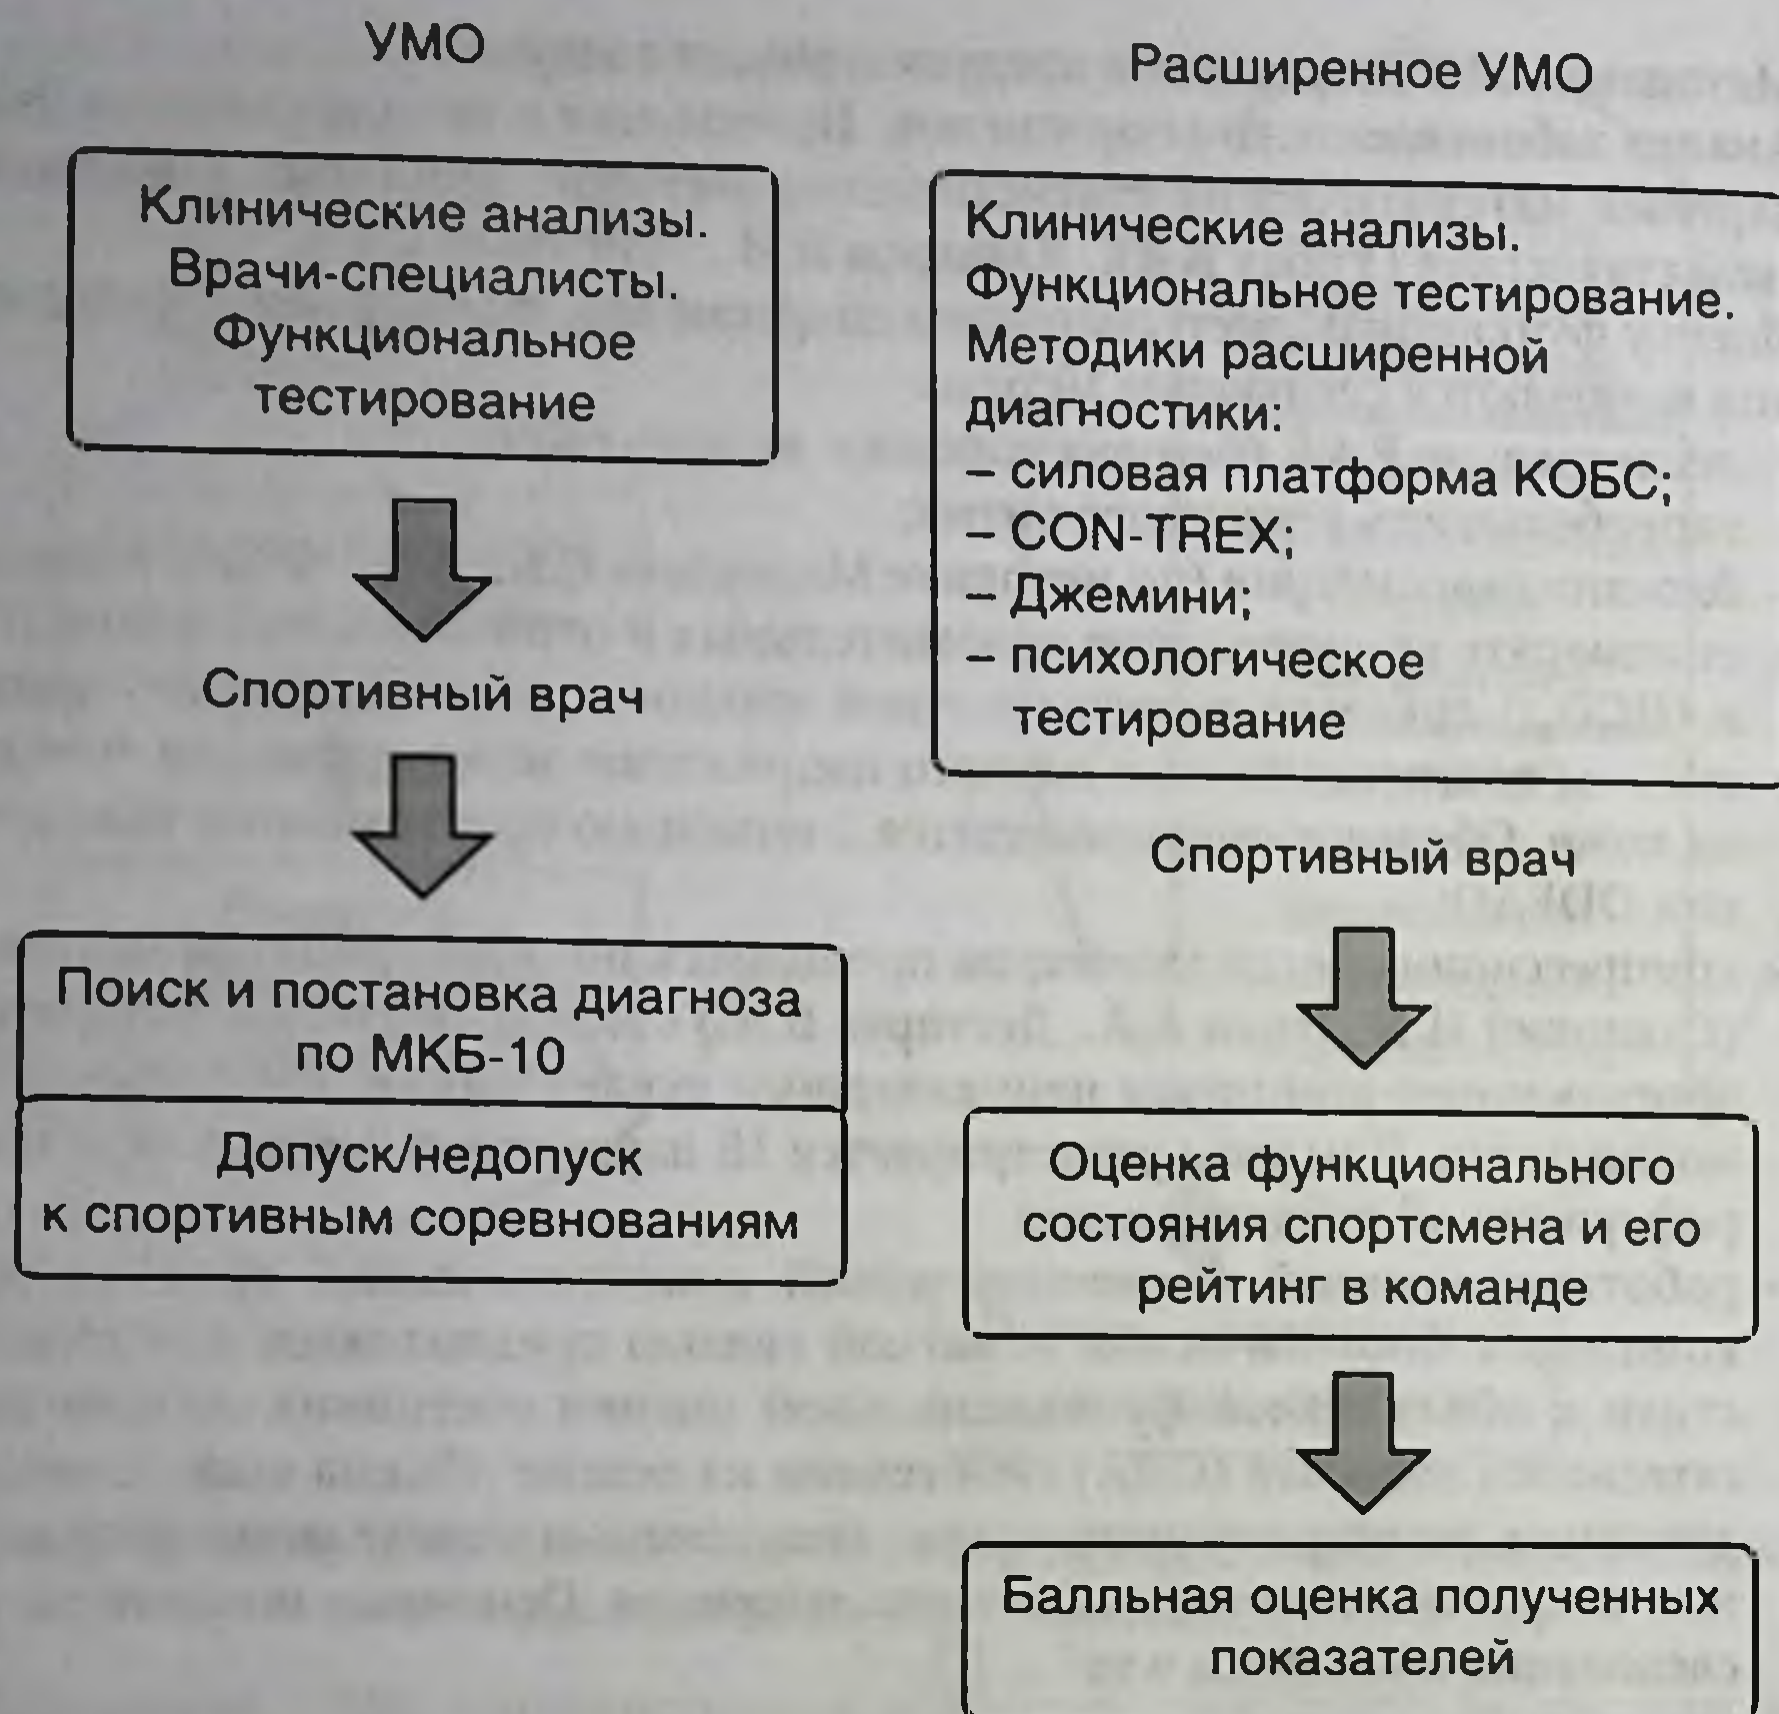 УМО
Клинические анализы.
Врачи-специалисты.
Функциональное
тестирование
Спортивный врач
Поиск и постановка диагноза
по МКБ-10
Допуск/недопуск
к спортивным соревнованиям
Расширенное УМО
Клинические анализы.
Функциональное тестирование.
Методики расширенной
диагностики:
– силовая платформа КОБС;
– CON-TREX;
– Джемини;
– психологическое
тестирование
Спортивный врач
Оценка функционального
состояния спортсмена и его
рейтинг в команде
Балльная оценка полученных
показателей